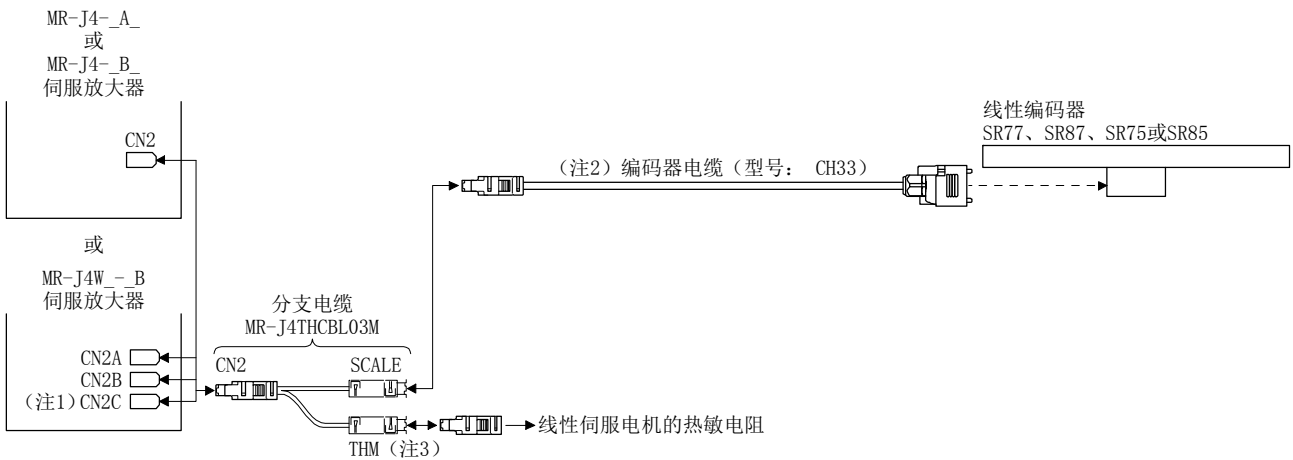 MR-J4-_A_
或
MR-J4-_B_
伺服放大器
CN2
或
MR-J4W_-_B
伺服放大器
CN2A
CN2B
（注1）CN2C
分支电缆
MR-J4THCBL03M
CN2
SCALE
THM（注3）
线性伺服电机的热敏电阻
（注2）编码器电缆（型号： CH33）
线性编码器
SR77、SR87、SR75或SR85